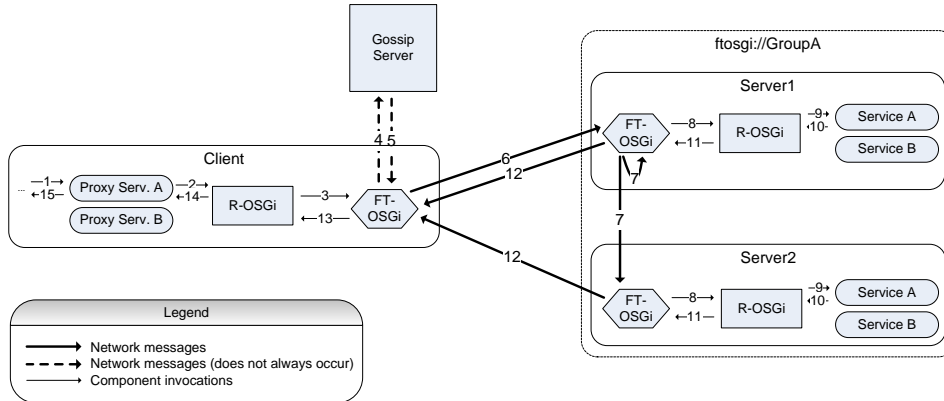 Gossip
Server
ftosgi://GroupA
Server1
4
5
FT-
OSGi
8
11
R-OSGi
9
10
Service A
Service B
6
12
7
Client
...
1
15
Proxy Serv. A
Proxy Serv. B
2
14
R-OSGi
3
13
FT-
OSGi
7
12
Server2
FT-
OSGi
8
11
R-OSGi
9
10
Service A
Service B
Legend
Network messages
Network messages (does not always occur)
Component invocations